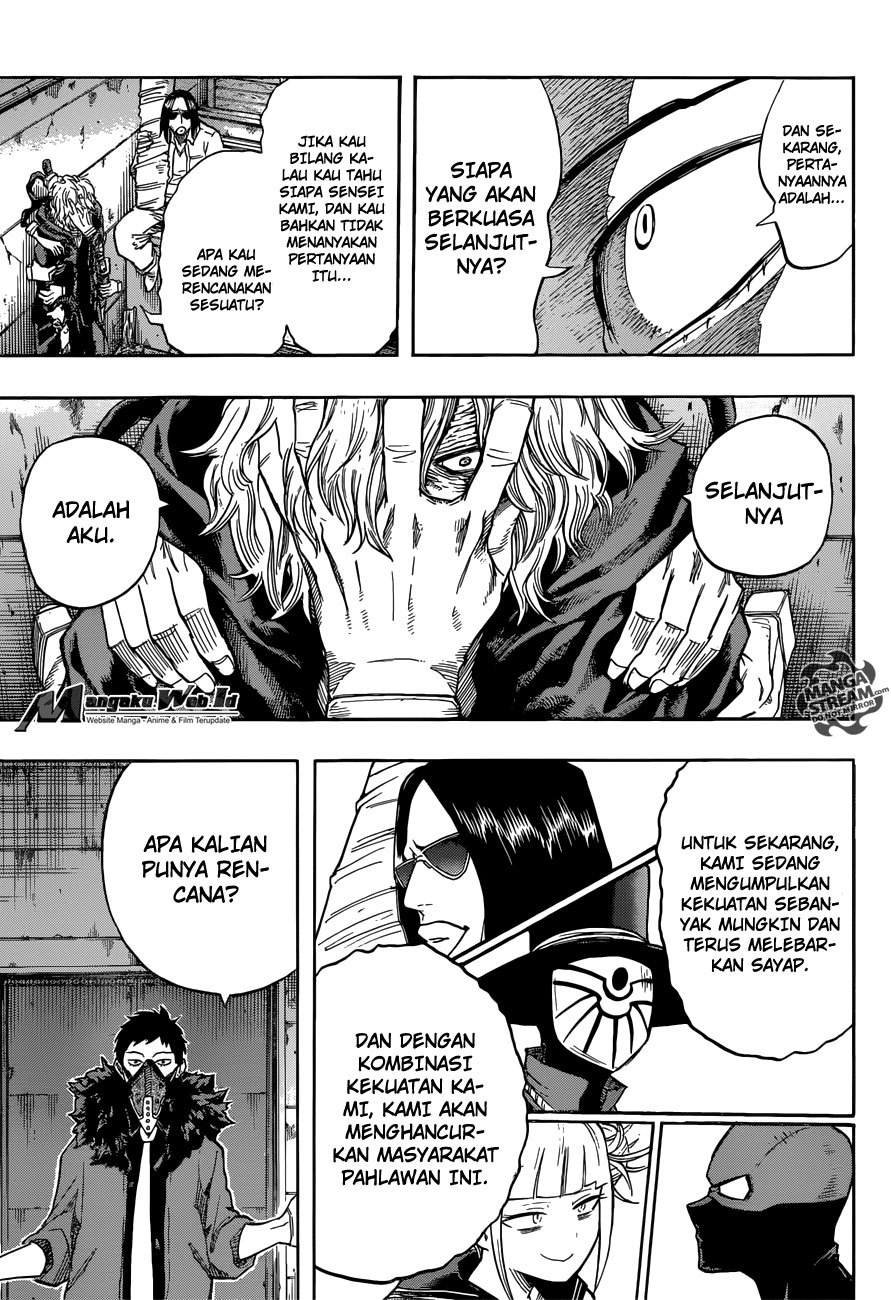 DAN SE-
KARANG,
PERTA-
NYAANNYA
ADALAH...
SIAPA
YANG AKAN
BERKUASA
SELANJUT-
NYA?
JIKA KAU
BILANG KA-
LAU KAU TAHU
SIAPA SENSEI
KAMI, DAN KAU
BAHKAN TIDAK
MENANYAKAN
PERTANYAAN
ITU...
APA KAU
SEDANG ME-
RENCANAKAN
SESUATU?
SELANJUT-
NYA
ADALAH
AKU.
Mangaku.Web.Id
Website Manga - Anime & Film Terupdate
MANGA
STREAM.com
DO NOT MIRROR
UNTUK SEKARANG,
KAMI SEDANG
MENGUMPULKAN
KEKUATAN SEBAN-
YAK MUNGKIN DAN
TERUS MELEBAR-
KAN SAYAP.
DAN DENGAN
KOMBINASI
KEKUATAN KA-
MI, KAMI AKAN
MENGHANCUR-
KAN MASYARAKAT
PAHLAWAN INI.
APA KALIAN
PUNYA REN-
CANA?